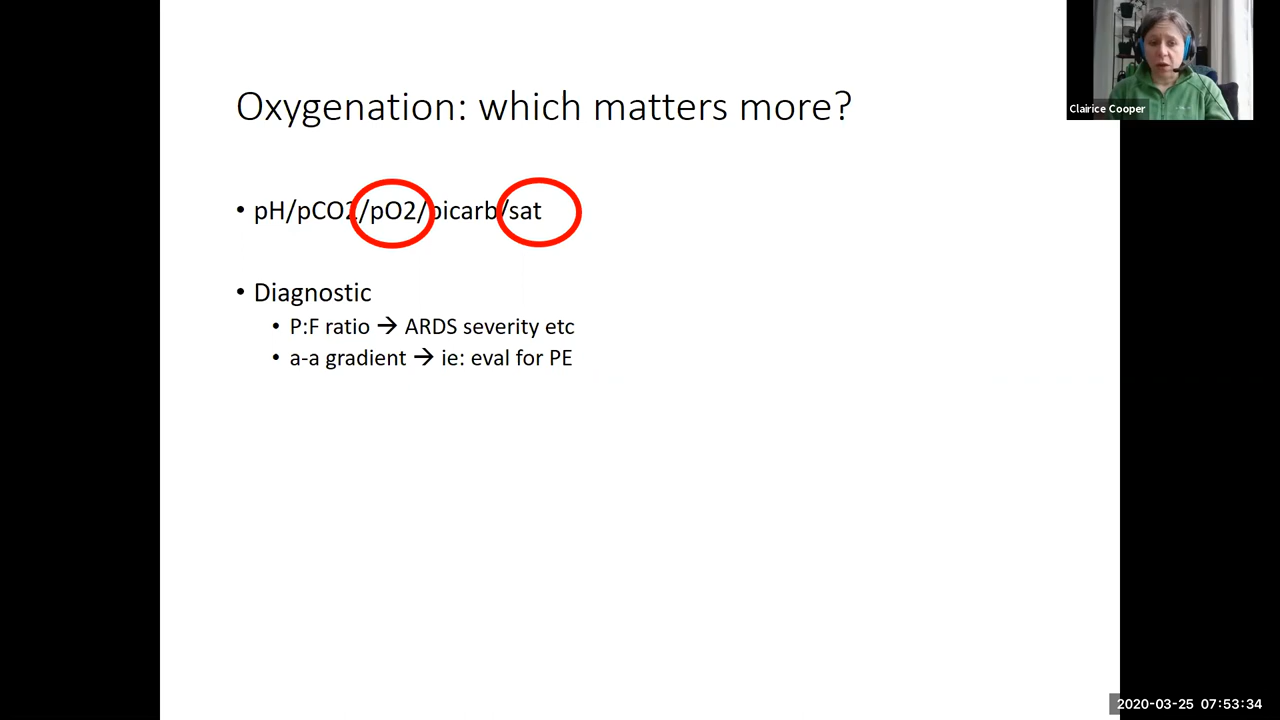 Clairice Cooper
Oxygenation: which matters more?
• pH/pCO2/pO2/bicarb/sat
• Diagnostic
• P:F ratio → ARDS severity etc
• a-a gradient → ie: eval for PE
2020-03-25 07:53:34